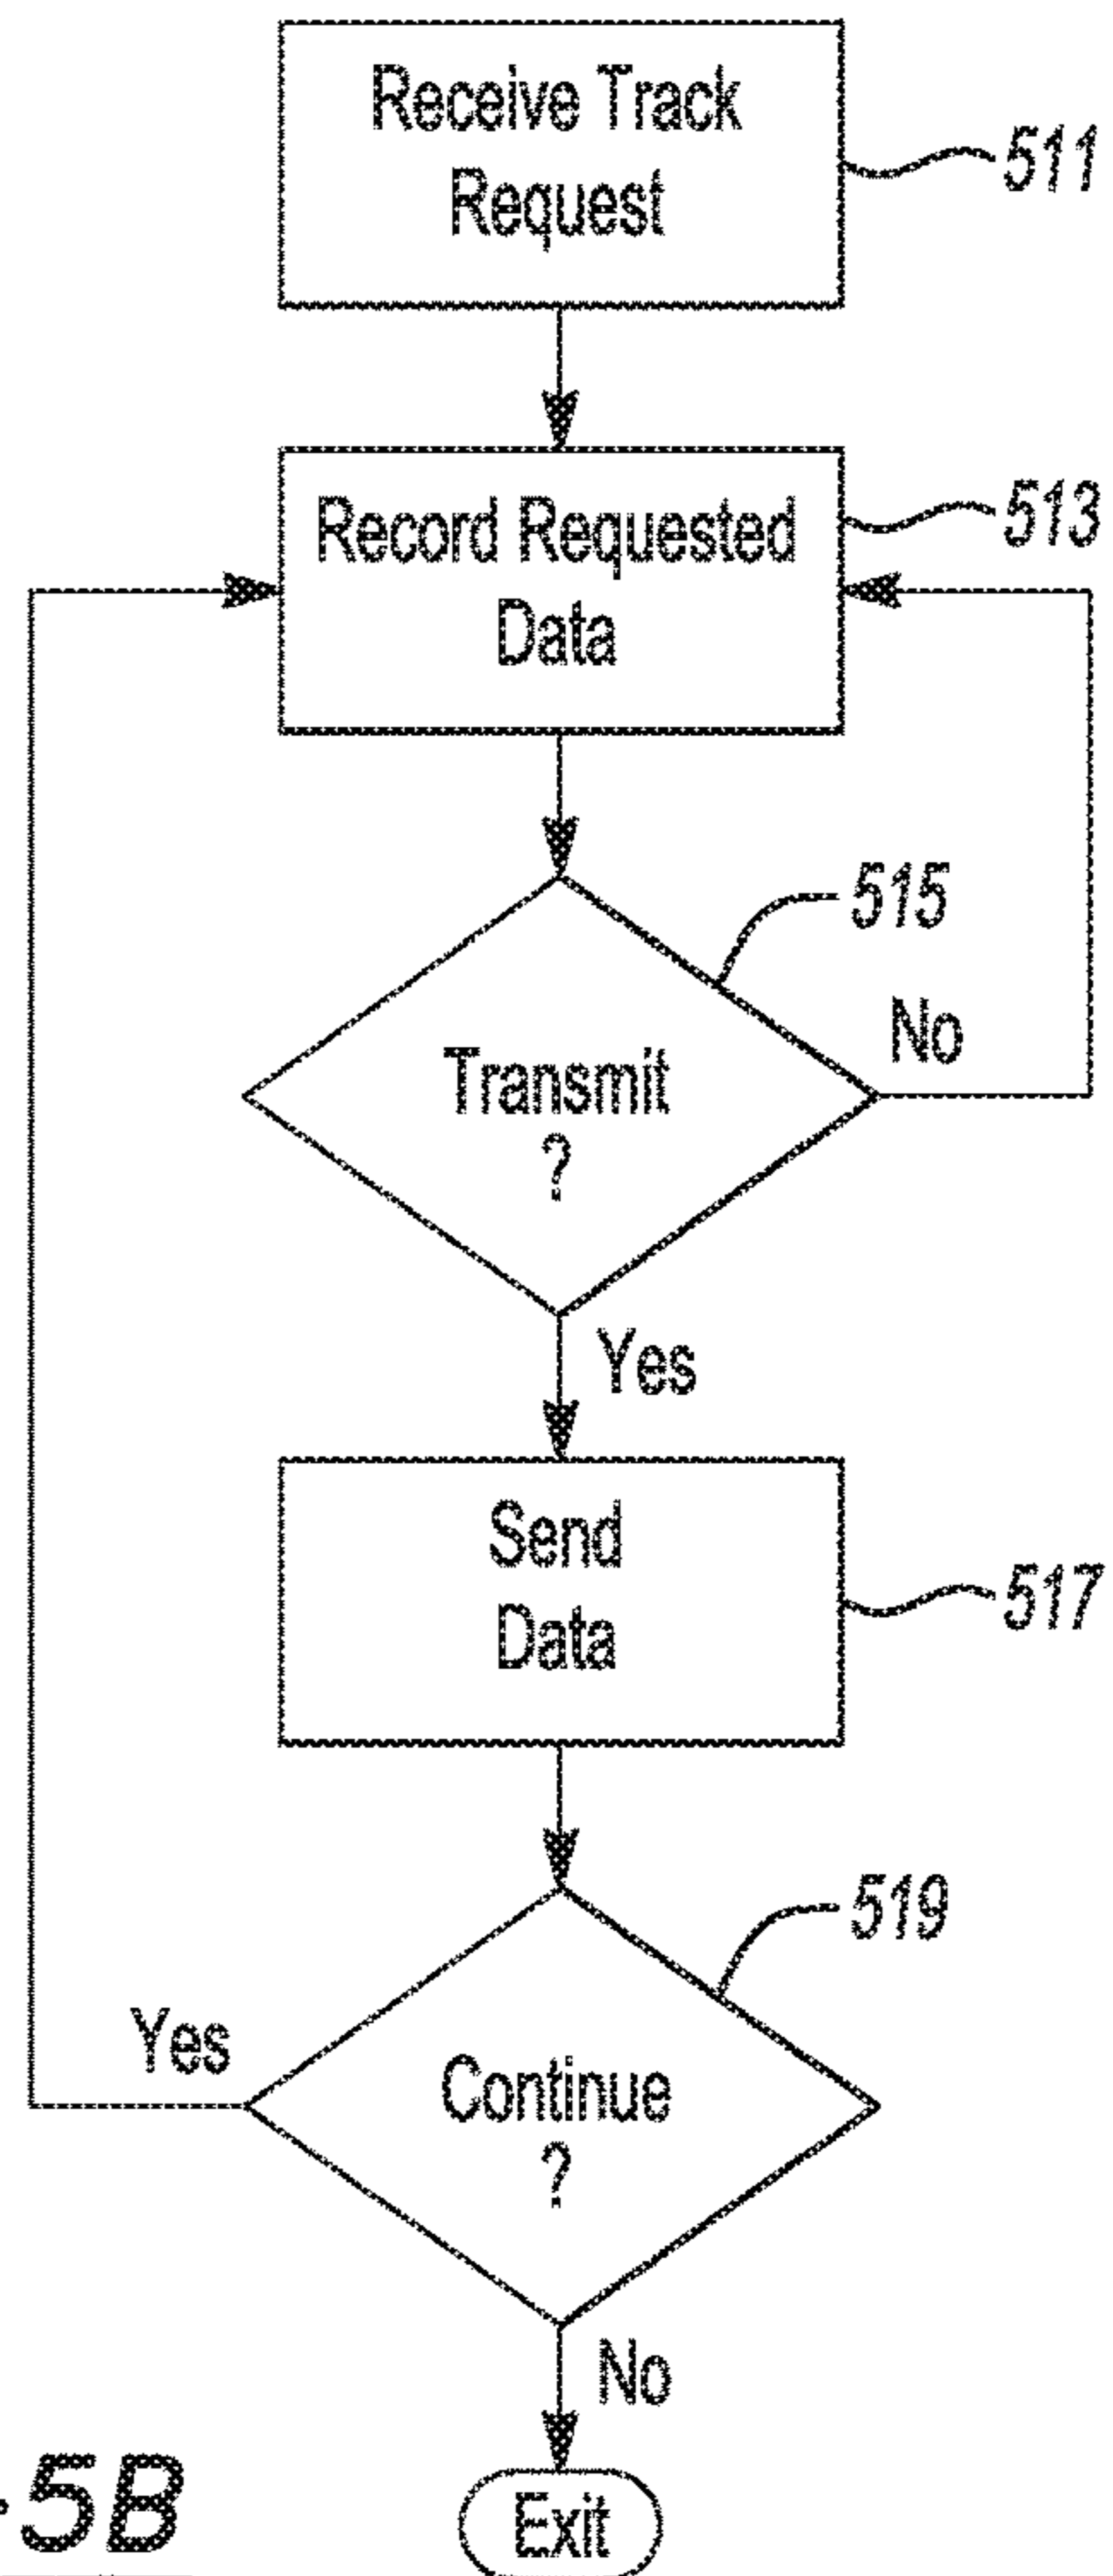 Receive Track
Request
511
Record Requested
Data
513
515
Transmit
?
No
Yes
Send
Data
517
519
Continue
?
Yes
No
Exit
5B